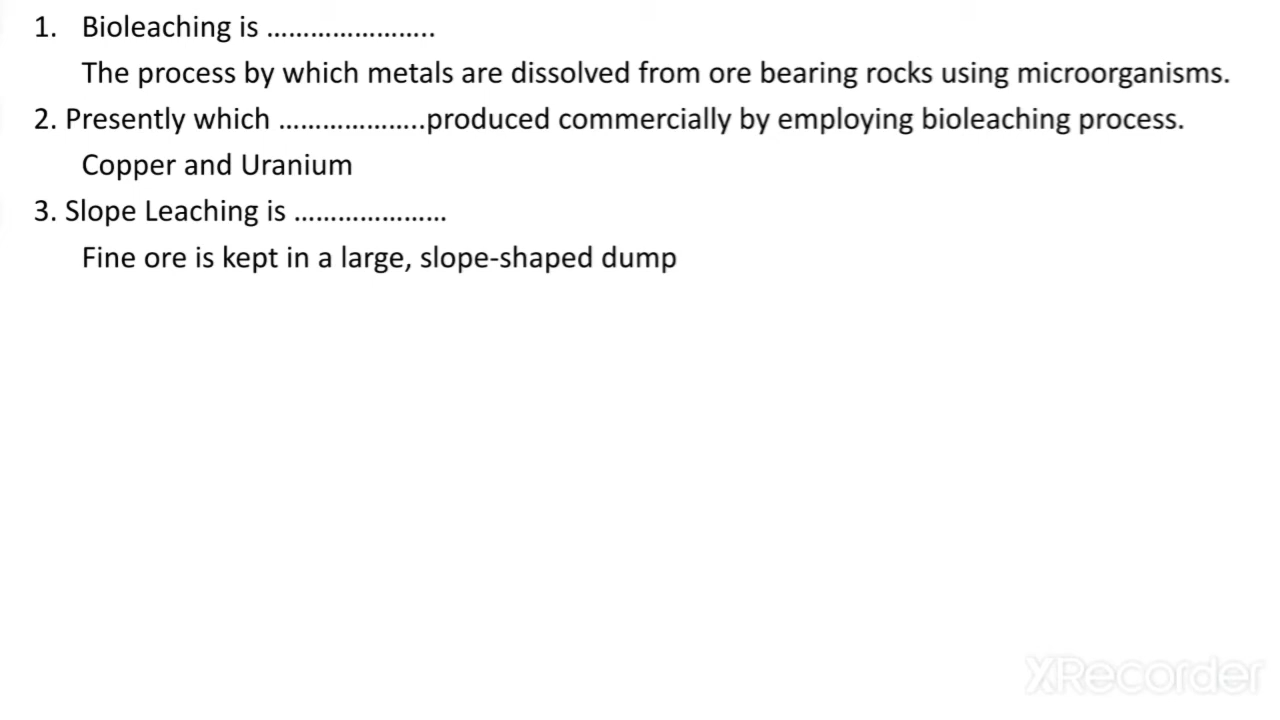 1. Bioleaching is …………………..
The process by which metals are dissolved from ore bearing rocks using microorganisms.
2. Presently which ………………..produced commercially by employing bioleaching process.
Copper and Uranium
3. Slope Leaching is …………………
Fine ore is kept in a large, slope-shaped dump
XRecorder